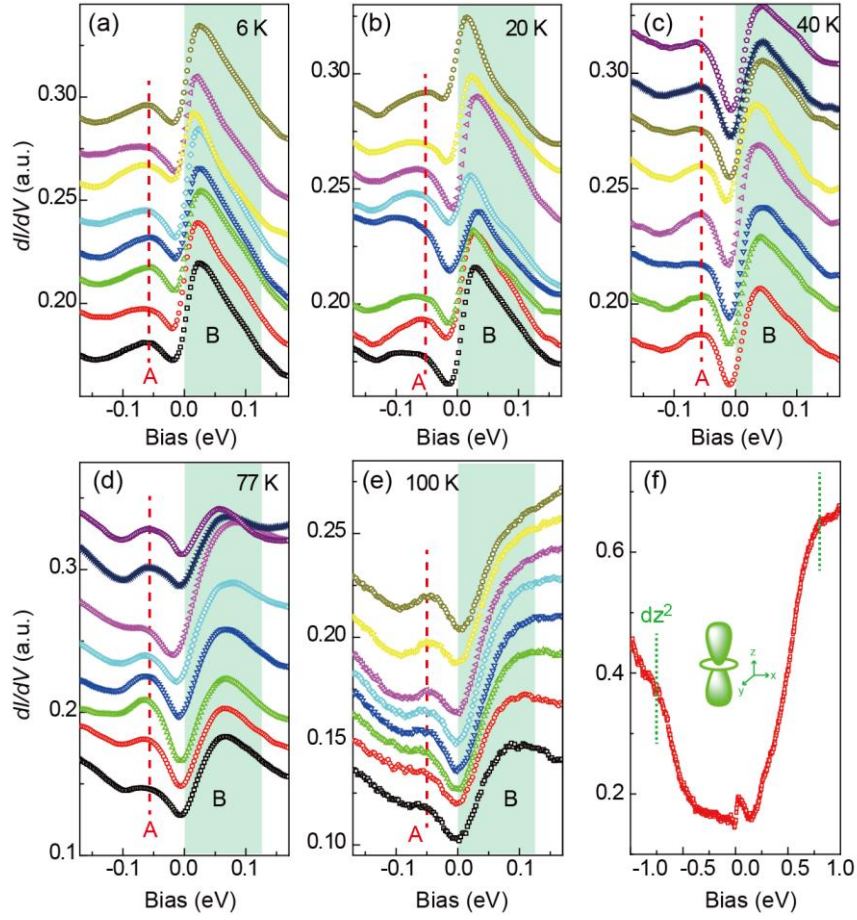 (a) 6 K
0.30
0.25
0.20
dI/dV (a.u.)
A
B
-0.1 0.0 0.1
Bias (eV)
(b) 20 K
0.30
0.25
0.20
A
B
-0.1 0.0 0.1
Bias (eV)
(c) 40 K
0.30
0.25
0.20
A
B
-0.1 0.0 0.1
Bias (eV)
(d) 77 K
0.3
0.2
0.1
dI/dV (a.u.)
A
B
-0.1 0.0 0.1
Bias (eV)
(e) 100 K
0.25
0.20
0.15
0.10
A
B
-0.1 0.0 0.1
Bias (eV)
(f)
0.6
0.4
0.2
dz²
z
y x
-1.0 -0.5 0.0 0.5 1.0
Bias (eV)